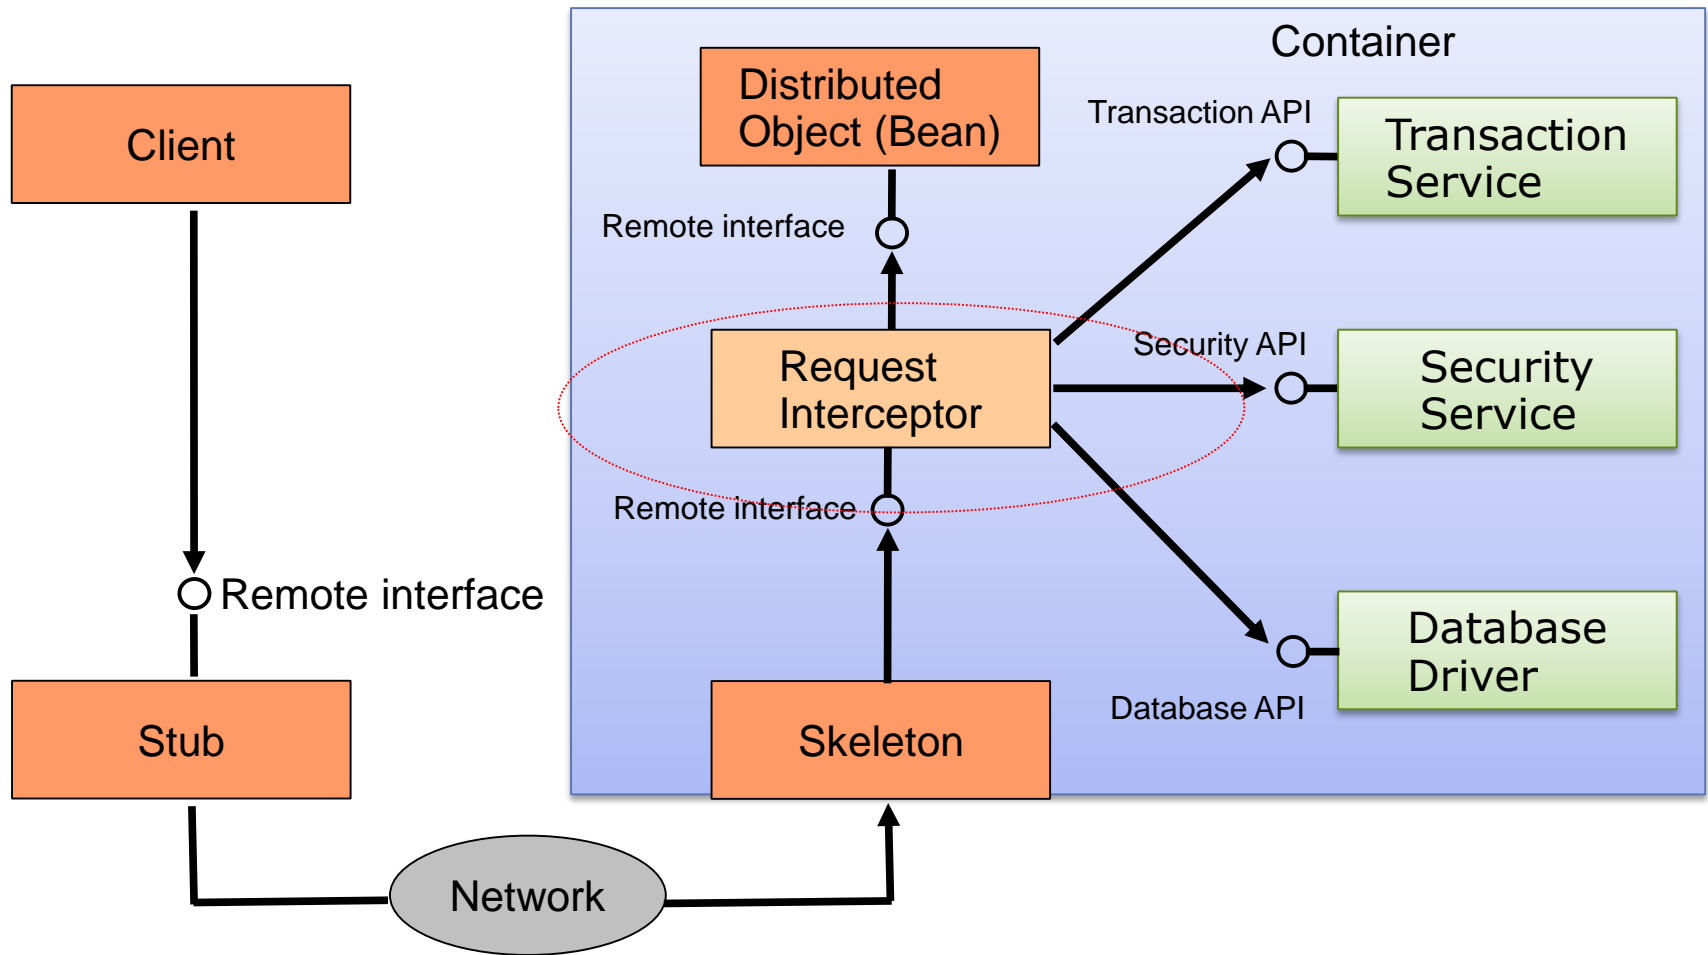 Container
Client
Distributed
Object (Bean)
Transaction API
Transaction
Service
Remote interface
Request
Interceptor
Security API
Security
Service
Remote interface
Remote interface
Stub
Skeleton
Database
Driver
Database API
Network